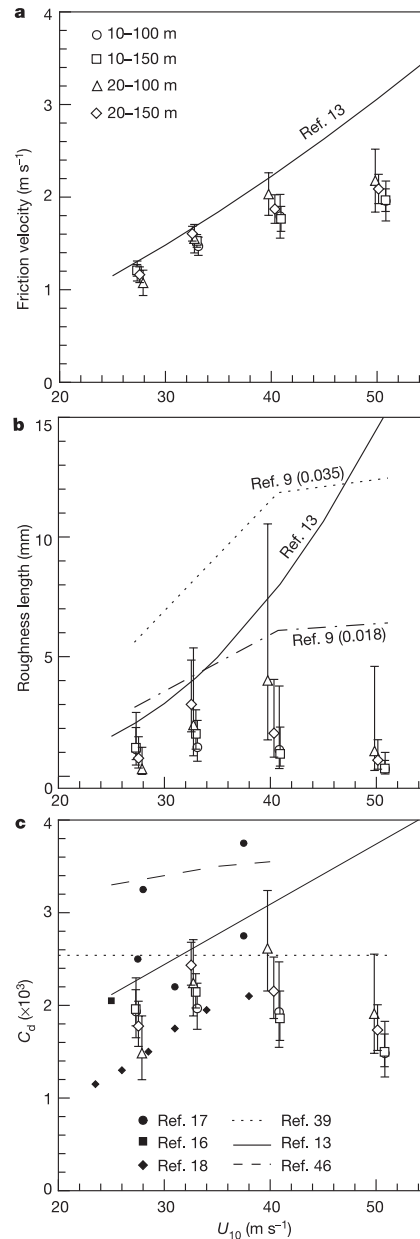 a
4
3
2
1
0
Friction velocity (m s⁻¹)
10–100 m
10–150 m
20–100 m
20–150 m
Ref. 13
20 30 40 50
b
15
10
5
0
Roughness length (mm)
Ref. 9 (0.035)
Ref. 13
Ref. 9 (0.018)
20 30 40 50
c
4
3
2
1
0
C_d (×10³)
Ref. 17 Ref. 39
Ref. 16 Ref. 13
Ref. 18 Ref. 46
20 30 40 50
U₁₀ (m s⁻¹)